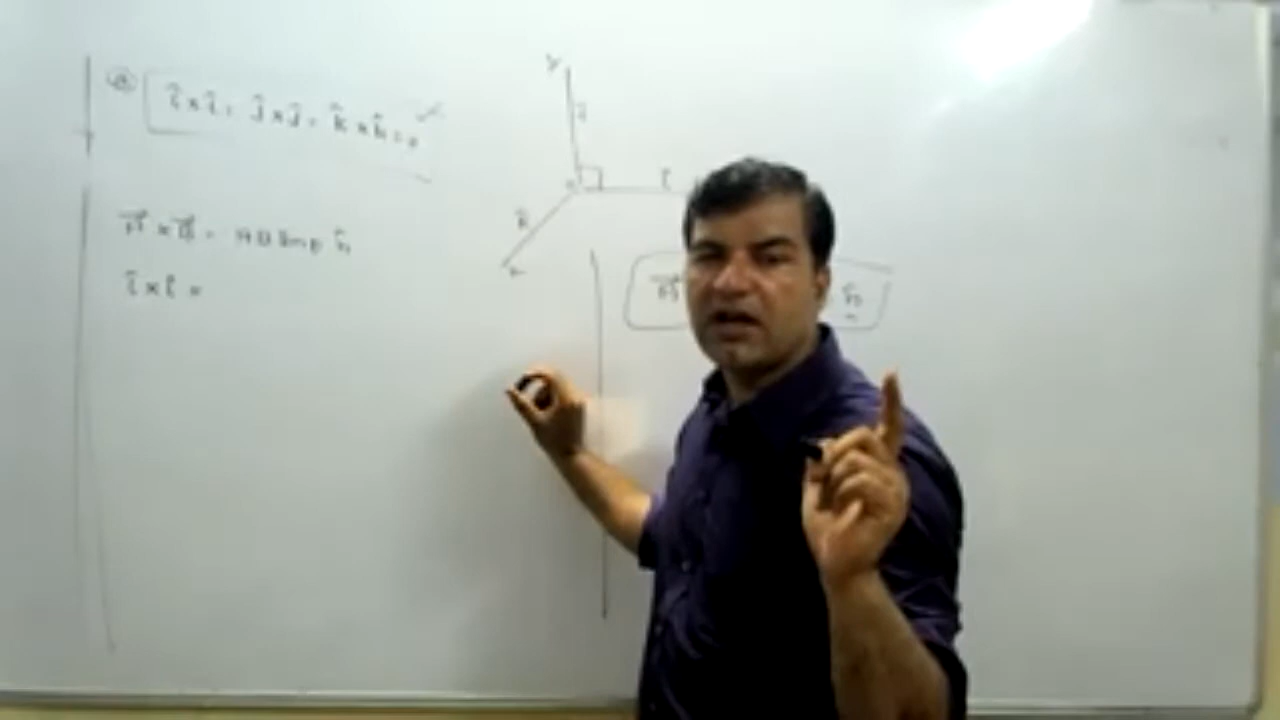 î × î = ĵ × ĵ = k̂ × k̂ = 0
y
ĵ
î
k̂
A⃗ × B⃗ = AB Sinθ n̂
n̂
î × î =